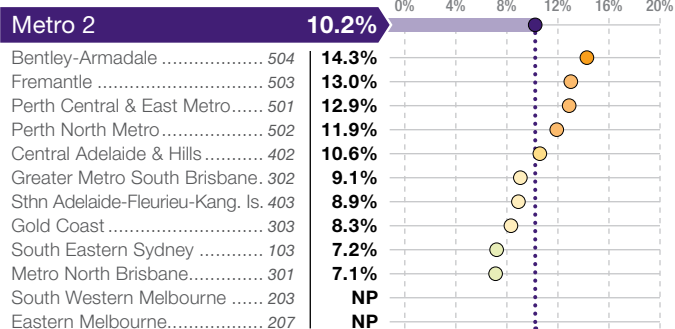 0% 4% 8% 12% 16% 20%
Metro 2 10.2%
Bentley-Armadale ................... 504 14.3%
Fremantle ............................... 503 13.0%
Perth Central & East Metro...... 501 12.9%
Perth North Metro................... 502 11.9%
Central Adelaide & Hills ........... 402 10.6%
Greater Metro South Brisbane. 302 9.1%
Sthn Adelaide-Fleurieu-Kang. Is. 403 8.9%
Gold Coast ............................. 303 8.3%
South Eastern Sydney ............ 103 7.2%
Metro North Brisbane.............. 301 7.1%
South Western Melbourne ...... 203 NP
Eastern Melbourne.................. 207 NP